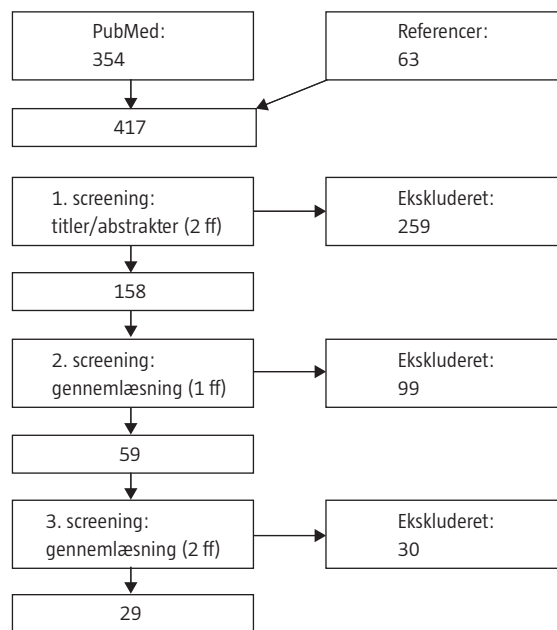 PubMed:
354
Referencer:
63
417
1. screening:
titler/abstrakter (2 ff)
Ekskluderet:
259
158
2. screening:
gennemlæsning (1 ff)
Ekskluderet:
99
59
3. screening:
gennemlæsning (2 ff)
Ekskluderet:
30
29